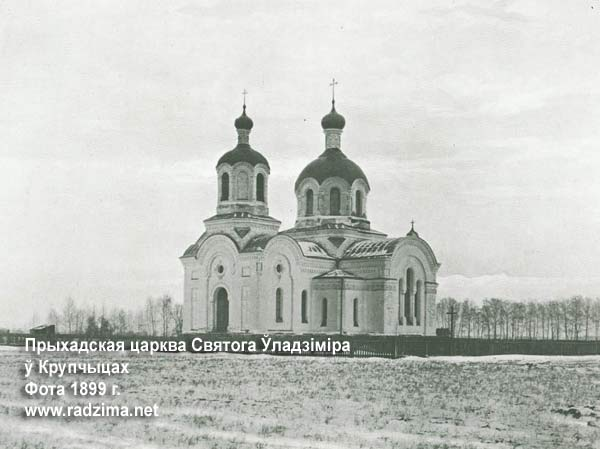 Прыхадская царква Святога Ўладзіміра
ў Крупчыцах
Фота 1899 г.
www.radzima.net